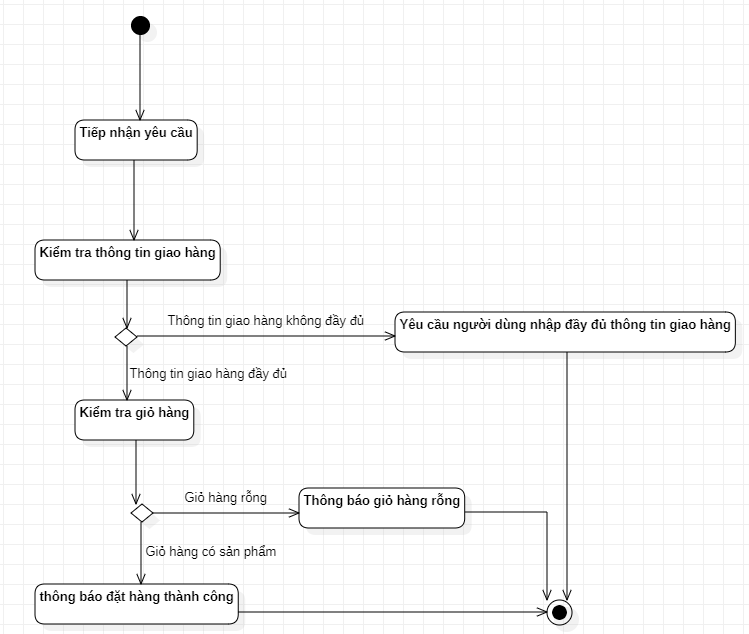 Tiếp nhận yêu cầu
Kiểm tra thông tin giao hàng
Thông tin giao hàng không đầy đủ
Yêu cầu người dùng nhập đầy đủ thông tin giao hàng
Thông tin giao hàng đầy đủ
Kiểm tra giỏ hàng
Giỏ hàng rỗng
Thông báo giỏ hàng rỗng
Giỏ hàng có sản phẩm
thông báo đặt hàng thành công